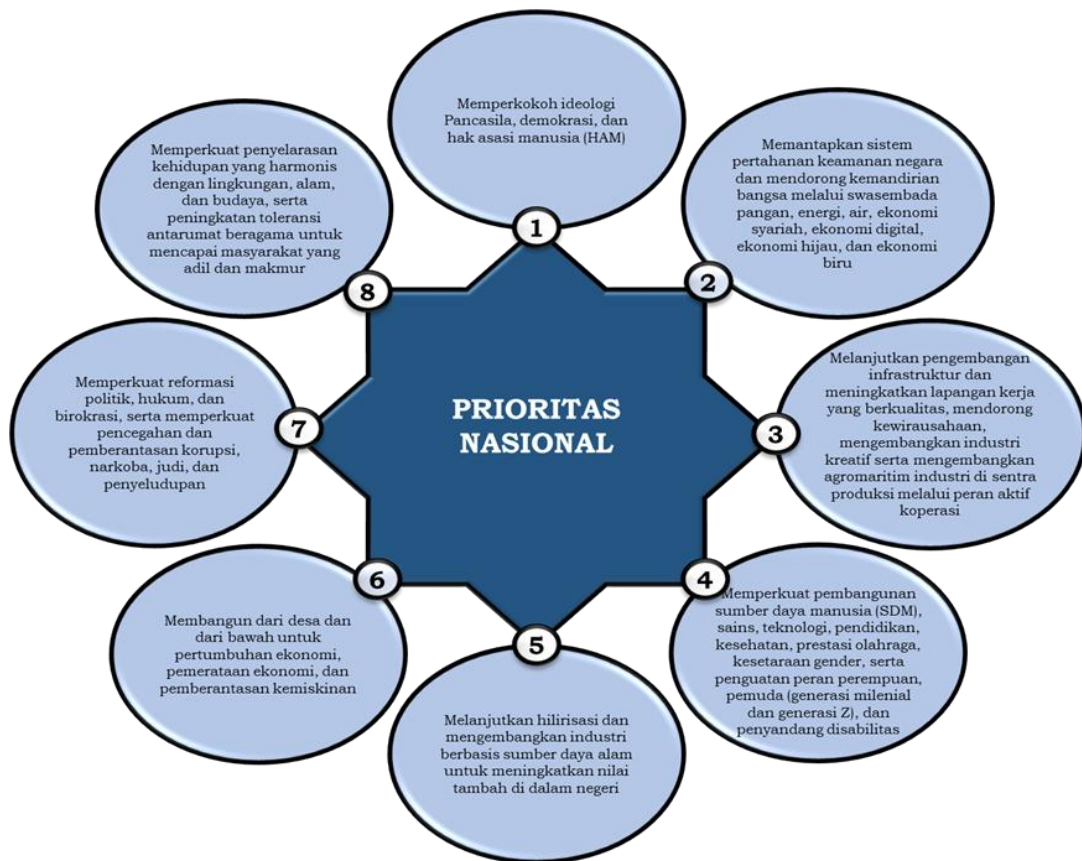 PRIORITAS
NASIONAL
1
Memperkokoh ideologi
Pancasila, demokrasi, dan
hak asasi manusia (HAM)
2
Memantapkan sistem
pertahanan keamanan negara
dan mendorong kemandirian
bangsa melalui swasembada
pangan, energi, air, ekonomi
syariah, ekonomi digital,
ekonomi hijau, dan ekonomi
biru
3
Melanjutkan pengembangan
infrastruktur dan
meningkatkan lapangan kerja
yang berkualitas, mendorong
kewirausahaan,
mengembangkan industri
kreatif serta mengembangkan
agromaritim industri di sentra
produksi melalui peran aktif
koperasi
4
Memperkuat pembangunan
sumber daya manusia (SDM),
sains, teknologi, pendidikan,
kesehatan, prestasi olahraga,
kesetaraan gender, serta
penguatan peran perempuan,
pemuda (generasi milenial
dan generasi Z), dan
penyandang disabilitas
5
Melanjutkan hilirisasi dan
mengembangkan industri
berbasis sumber daya alam
untuk meningkatkan nilai
tambah di dalam negeri
6
Membangun dari desa dan
dari bawah untuk
pertumbuhan ekonomi,
pemerataan ekonomi, dan
pemberantasan kemiskinan
7
Memperkuat reformasi
politik, hukum, dan
birokrasi, serta memperkuat
pencegahan dan
pemberantasan korupsi,
narkoba, judi, dan
penyeludupan
8
Memperkuat penyelarasan
kehidupan yang harmonis
dengan lingkungan, alam,
dan budaya, serta
peningkatan toleransi
antarumat beragama untuk
mencapai masyarakat yang
adil dan makmur